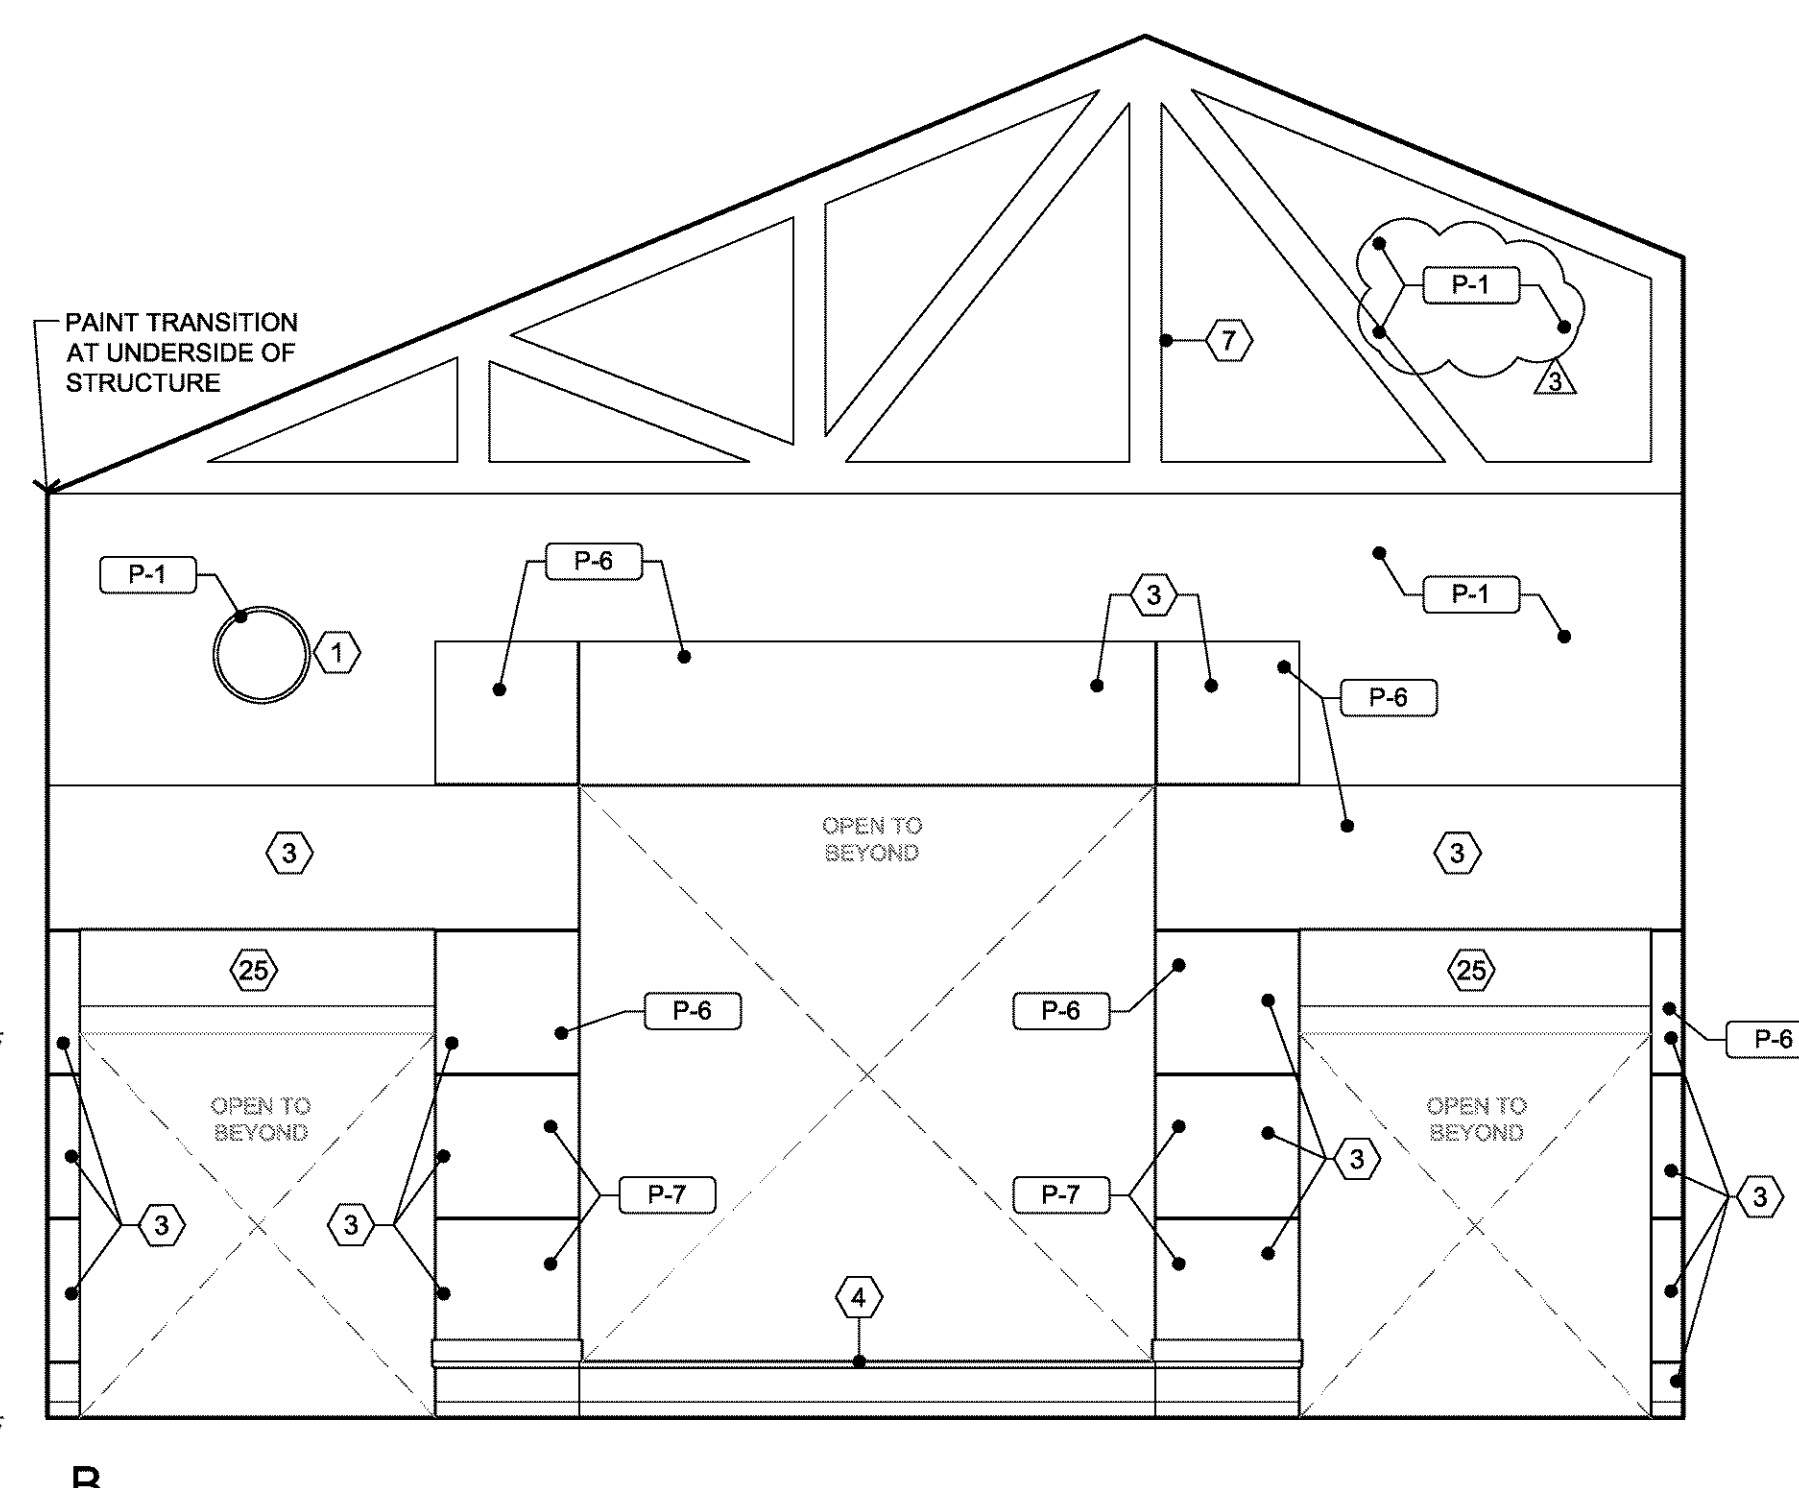 P-1
7
PAINT TRANSITION
AT UNDERSIDE OF
STRUCTURE
3
P-6
P-1
3
P-1
1
P-6
OPEN TO
BEYOND
3
3
25
25
P-6
P-6
P-6
OPEN TO
BEYOND
OPEN TO
BEYOND
3
P-7
P-7
3
3
3
4
B